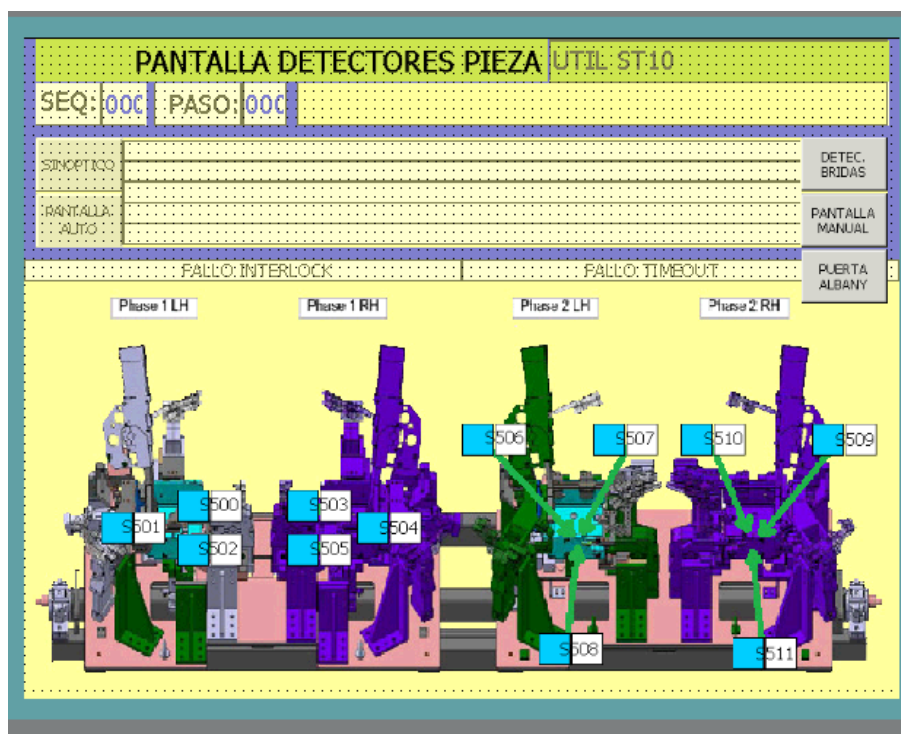 PANTALLA DETECTORES PIEZA UTIL ST10
SEQ: 000 PASO: 000
SINOPTICO
DETEC.
BRIDAS
PANTALLA
AUTO
PANTALLA
MANUAL
FALLO INTERLOCK FALLO TIMEOUT
PUERTA
ALBANY
Phase 1 LH Phase 1 RH Phase 2 LH Phase 2 RH
S506 S507 S510 S509
S500 S503
S501 S504
S502 S505
S508 S511